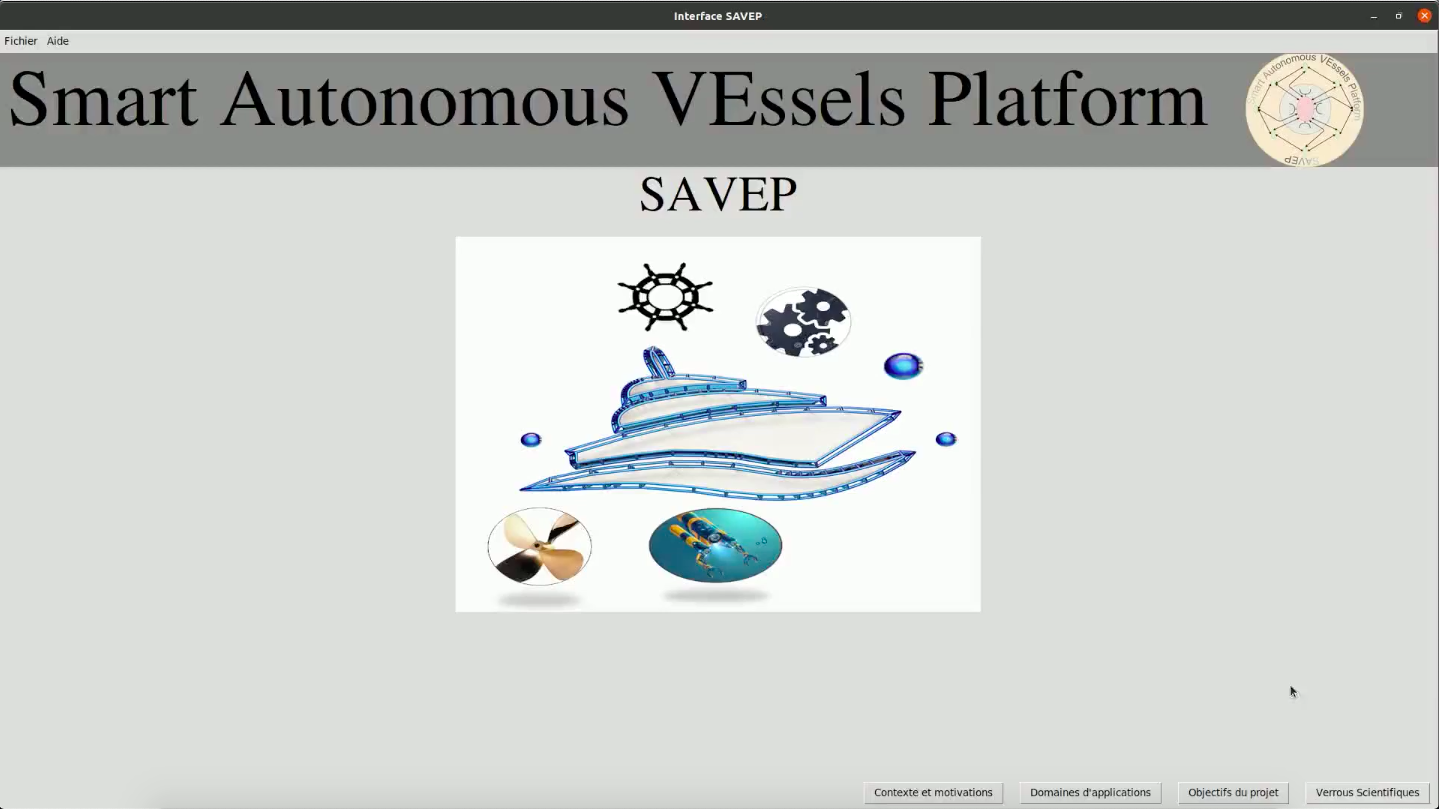 Interface SAVEP
Fichier Aide
Smart Autonomous VEssels Platform
Smart Autonomous VEssels Platform
SAVEP
SAVEP
Contexte et motivations Domaines d'applications Objectifs du projet Verrous Scientifiques